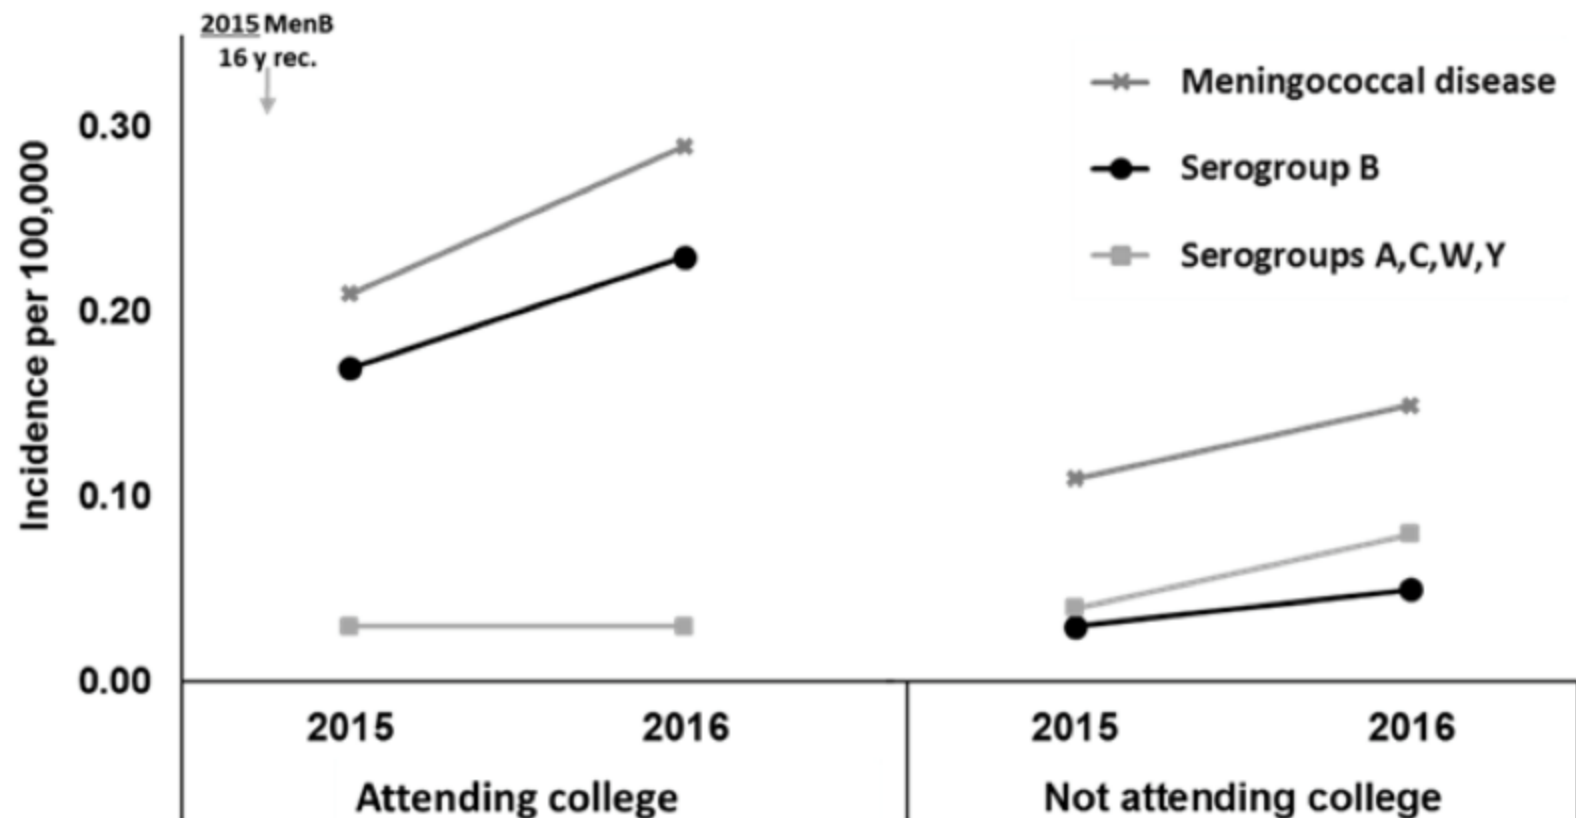 2015 MenB
16 y rec.
Meningococcal disease
Serogroup B
Serogroups A,C,W,Y
Incidence per 100,000
0.30
0.20
0.10
0.00
2015
2016
2015
2016
Attending college
Not attending college